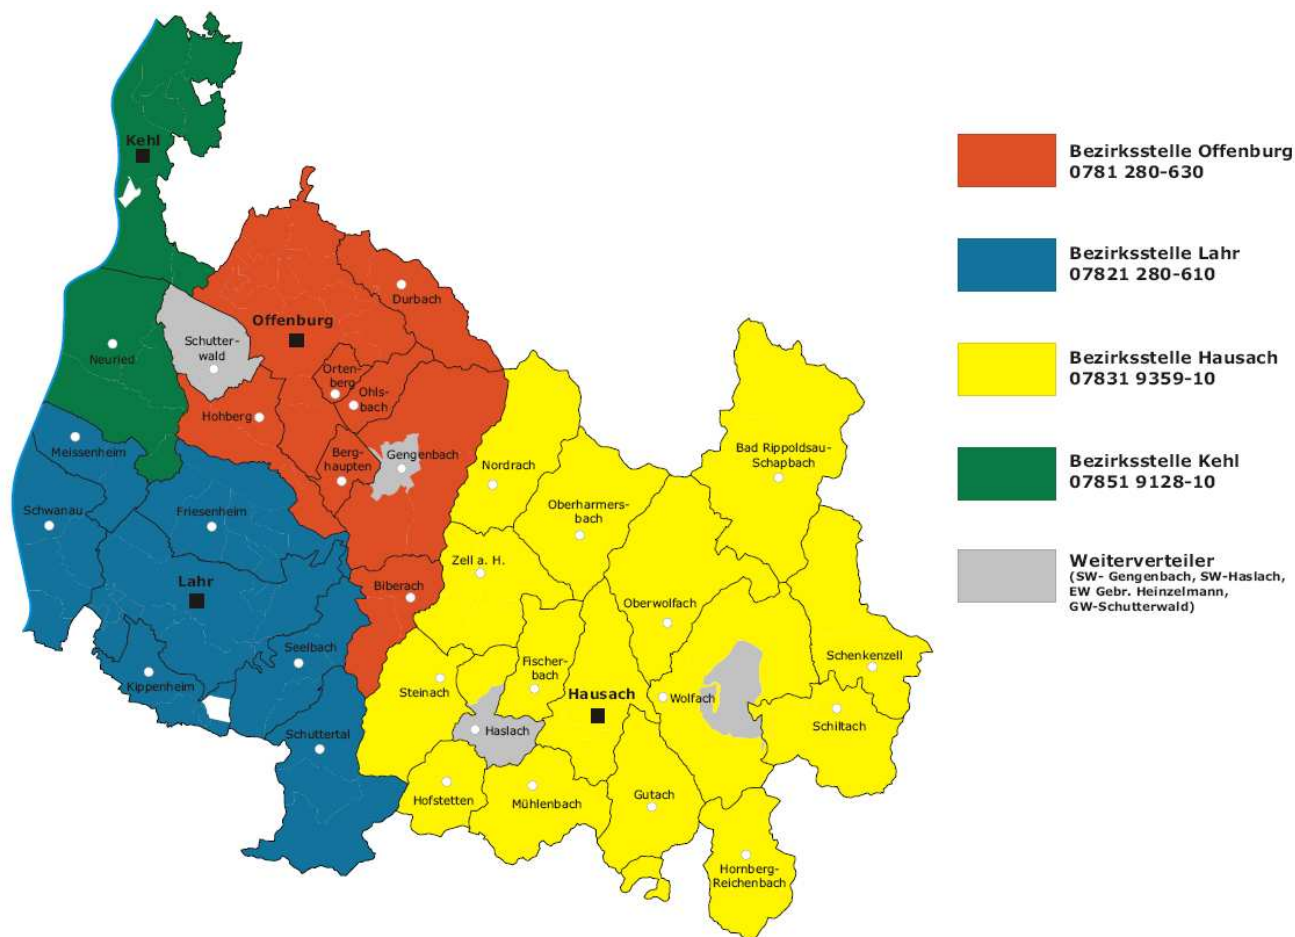 Kehl
Bezirksstelle Offenburg
0781 280-630
Bezirksstelle Lahr
07821 280-610
Bezirksstelle Hausach
07831 9359-10
Bezirksstelle Kehl
07851 9128-10
Weiterverteiler
(SW- Gengenbach, SW-Haslach,
EW Gebr. Heinzelmann,
GW-Schutterwald)
Durbach
Offenburg
Schutter-
wald
Neuried
Orten-
berg
Ohls-
bach
Hohberg
Meissenheim
Berg-
haupten
Gengenbach
Nordrach
Bad Rippoldsau-
Schapbach
Schwanau
Friesenheim
Oberharmers-
bach
Zell a. H.
Lahr
Biberach
Oberwolfach
Seelbach
Kippenheim
Steinach
Fischer-
bach
Hausach
Wolfach
Schenkenzell
Schiltach
Haslach
Schuttertal
Hofstetten
Mühlenbach
Gutach
Hornberg-
Reichenbach